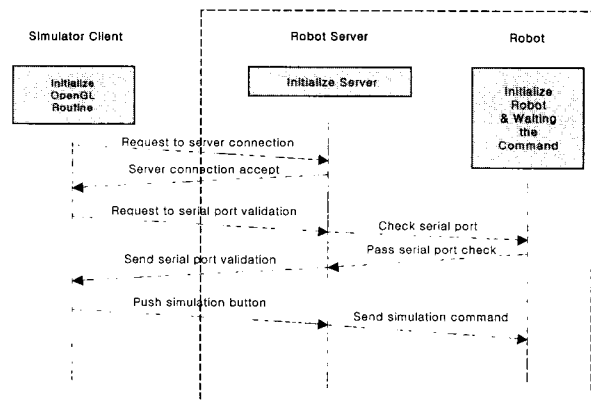 Simulator Client
Robot Server
Robot
Initialize
OpenGL
Routine
Initialize Server
Initialize
Robot
& Waiting
the
Command
Request to server connection
Server connection accept
Request to serial port validation
Check serial port
Pass serial port check
Send serial port validation
Push simulation button
Send simulation command